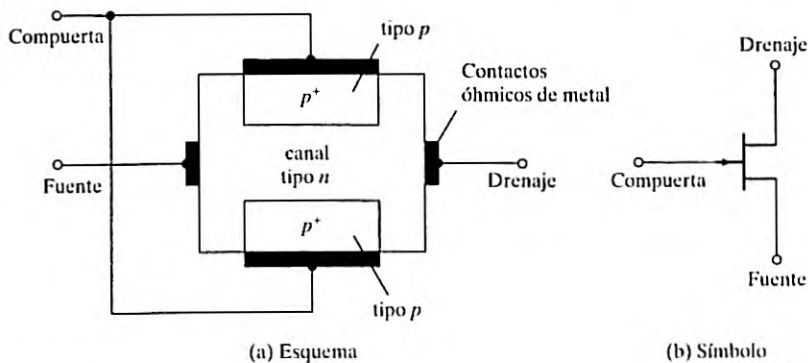 Compuerta
tipo p
p+
Contactos
óhmicos de metal
canal
tipo n
Fuente
Drenaje
p+
tipo p
(a) Esquema
Drenaje
Compuerta
Fuente
(b) Símbolo